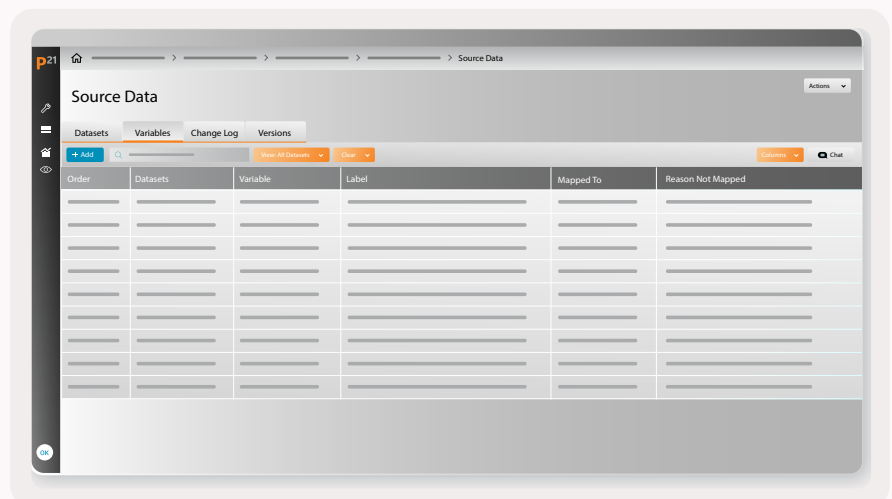 p21
> > > > Source Data
Source Data
Actions
Datasets Variables Change Log Versions
+ Add View: All Datasets Clear Columns Chat
Order Datasets Variable Label Mapped To Reason Not Mapped
OK